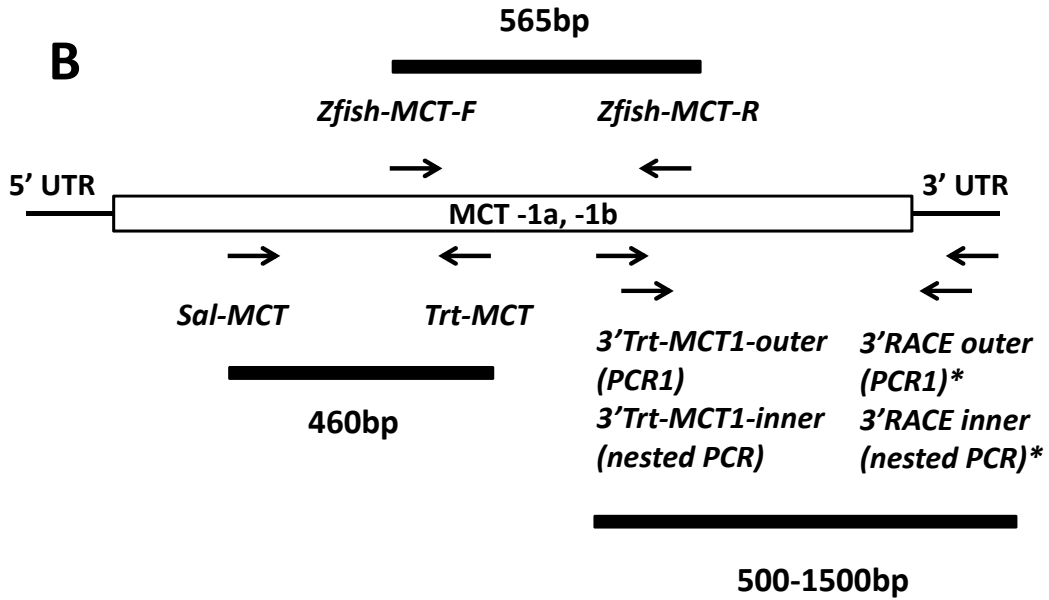 B
565bp
Zfish-MCT-F
Zfish-MCT-R
5’ UTR
3’ UTR
MCT -1a, -1b
Sal-MCT
Trt-MCT
460bp
3’Trt-MCT1-outer
(PCR1)
3’Trt-MCT1-inner
(nested PCR)
3’RACE outer
(PCR1)*
3’RACE inner
(nested PCR)*
500-1500bp